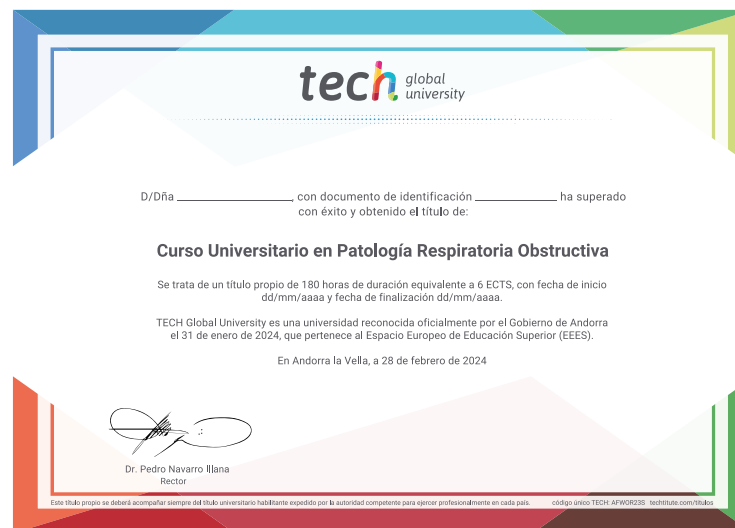 tech global university
D/Dña ______________, con documento de identificación __________ ha superado
con éxito y obtenido el título de:
Curso Universitario en Patología Respiratoria Obstructiva
Se trata de un título propio de 180 horas de duración equivalente a 6 ECTS, con fecha de inicio
dd/mm/aaaa y fecha de finalización dd/mm/aaaa.
TECH Global University es una universidad reconocida oficialmente por el Gobierno de Andorra
el 31 de enero de 2024, que pertenece al Espacio Europeo de Educación Superior (EEES).
En Andorra la Vella, a 28 de febrero de 2024
Dr. Pedro Navarro Illana
Rector
Este título propio se deberá acompañar siempre del título universitario habilitante expedido por la autoridad competente para ejercer profesionalmente en cada país. código único TECH: AFWOR23S techtitute.com/titulos